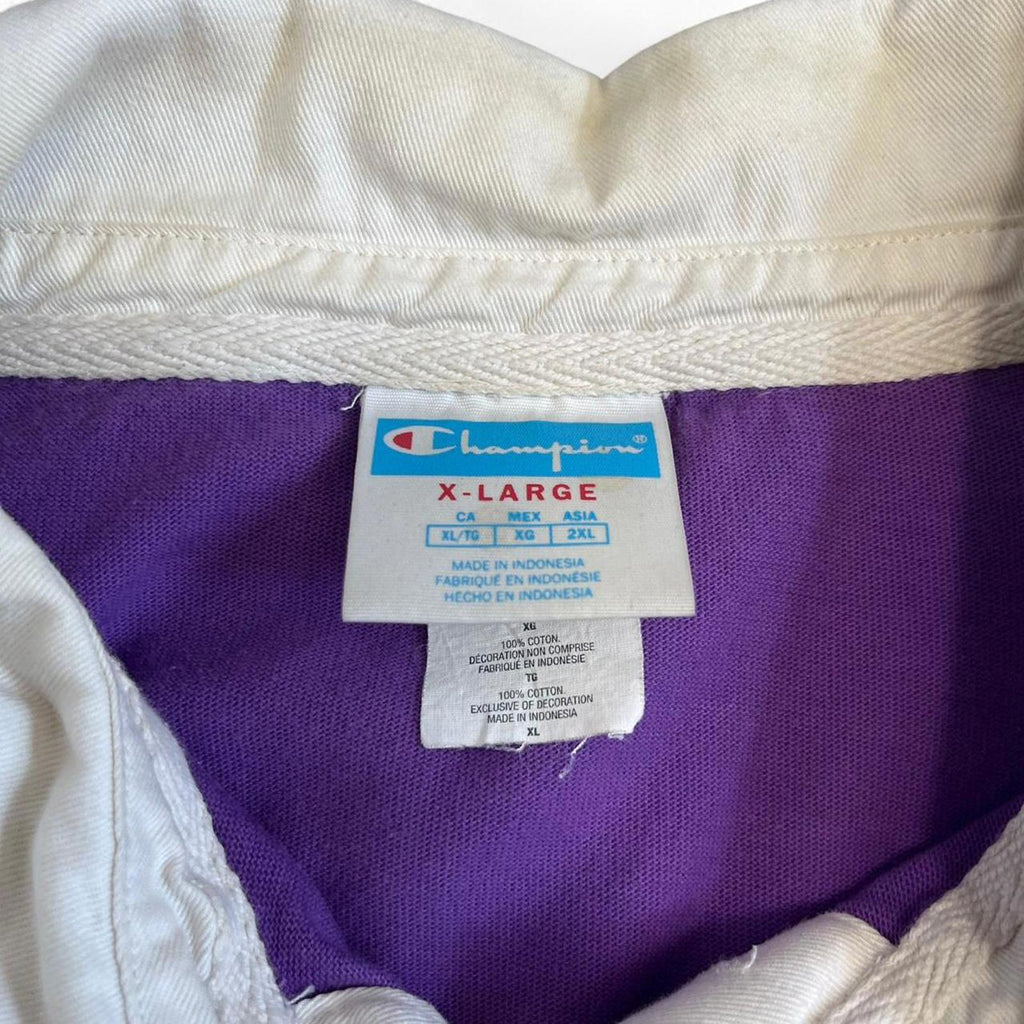 Champion®
X-LARGE
CA MEX ASIA
XL/TG XG 2XL
MADE IN INDONESIA
FABRIQUÉ EN INDONÉSIE
HECHO EN INDONESIA
XG
100% COTON.
DÉCORATION NON COMPRISE
FABRIQUÉ EN INDONÉSIE
TG
100% COTTON.
EXCLUSIVE OF DECORATION
MADE IN INDONESIA
XL